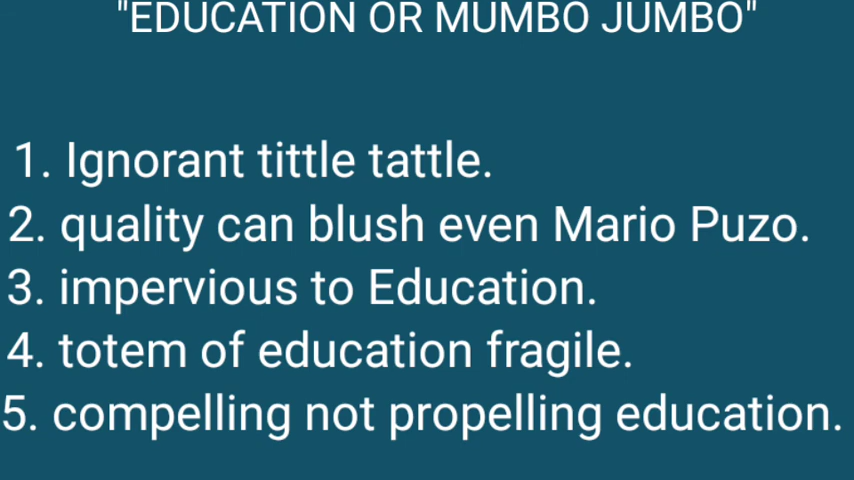 "EDUCATION OR MUMBO JUMBO"
1. Ignorant tittle tattle.
2. quality can blush even Mario Puzo.
3. impervious to Education.
4. totem of education fragile.
5. compelling not propelling education.